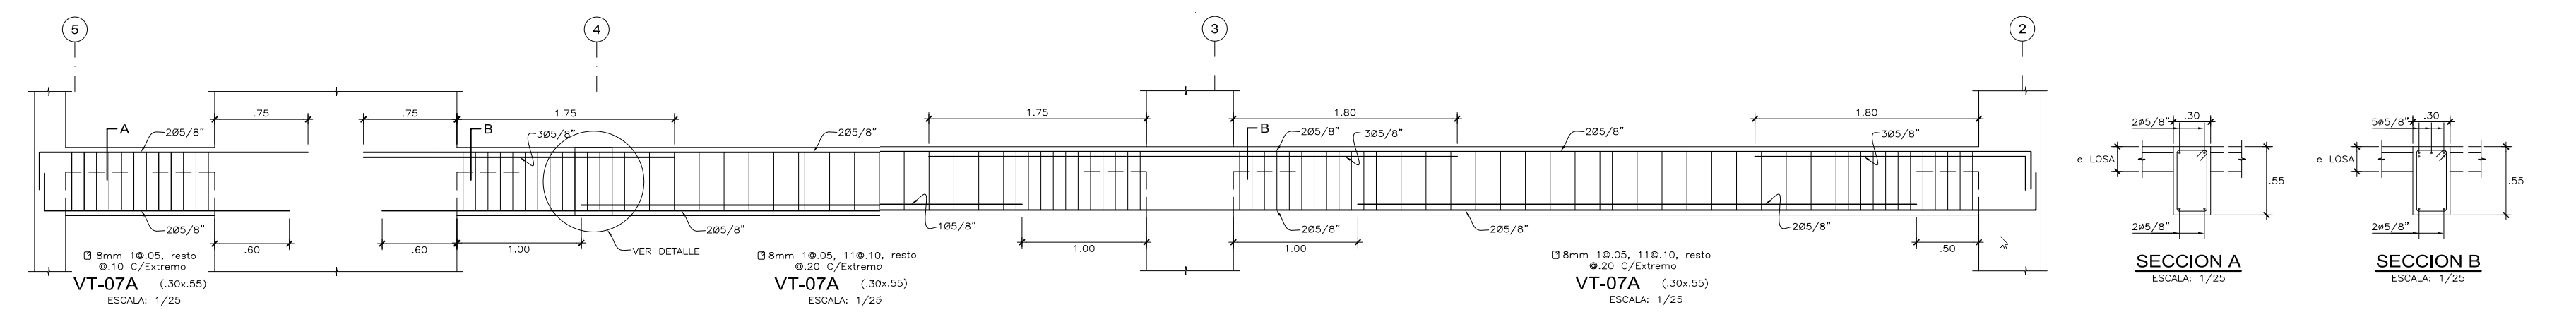 5
4
3
2
.75
.75
1.75
1.75
1.80
1.80
A
2Ø5/8"
B
3Ø5/8"
2Ø5/8"
B
2Ø5/8"
3Ø5/8"
2Ø5/8"
3Ø5/8"
2Ø5/8"
2Ø5/8"
1Ø5/8"
2Ø5/8"
2Ø5/8"
2Ø5/8"
.60
.60
1.00
VER DETALLE
1.00
1.00
.50
8mm 1@.05, resto
@.10 C/Extremo
VT-07A (.30x.55)
ESCALA: 1/25
8mm 1@.05, 11@.10, resto
@.20 C/Extremo
VT-07A (.30x.55)
ESCALA: 1/25
8mm 1@.05, 11@.10, resto
@.20 C/Extremo
VT-07A (.30x.55)
ESCALA: 1/25
2ø5/8"
.30
e LOSA
.55
2ø5/8"
SECCION A
ESCALA: 1/25
5ø5/8"
.30
e LOSA
.55
2ø5/8"
SECCION B
ESCALA: 1/25